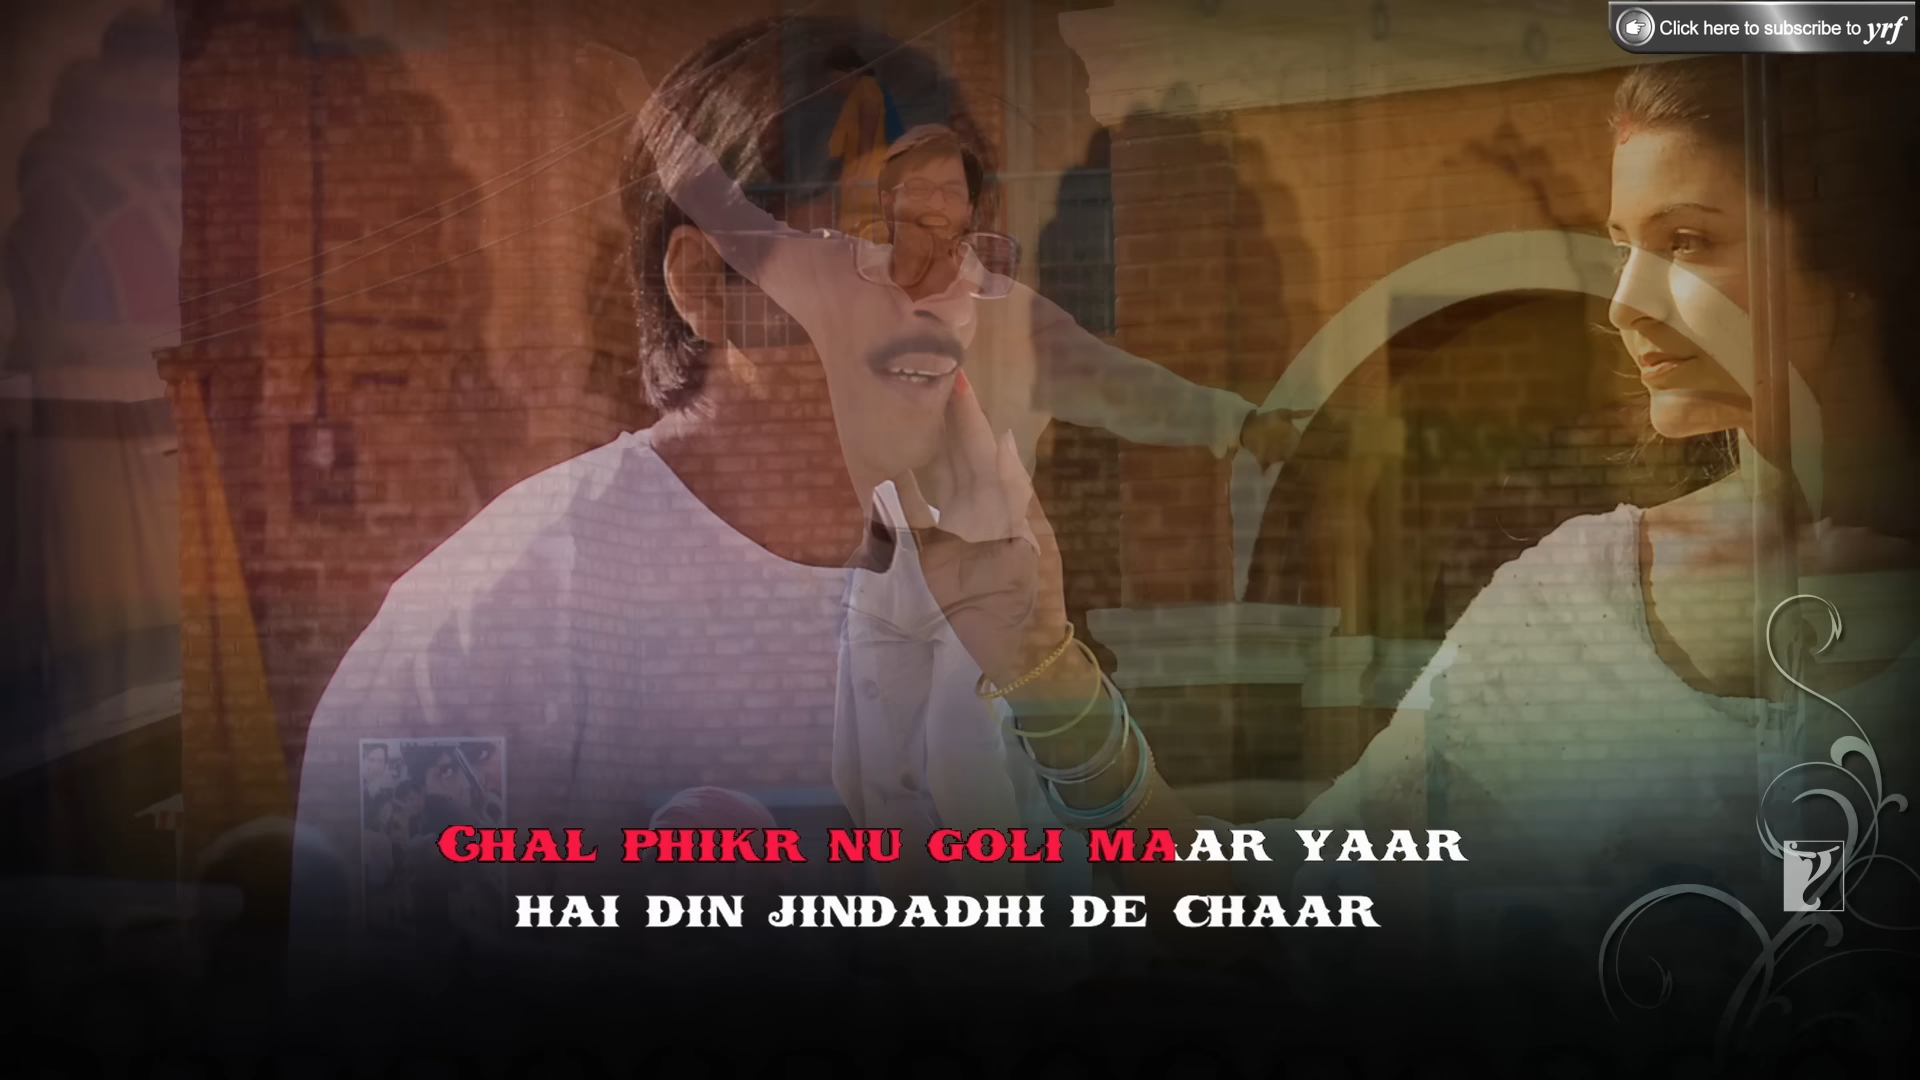 Click here to subscribe to yrf
CHAL PHIKR NU GOLI MAAR YAAR
HAI DIN JINDADHI DE CHAAR